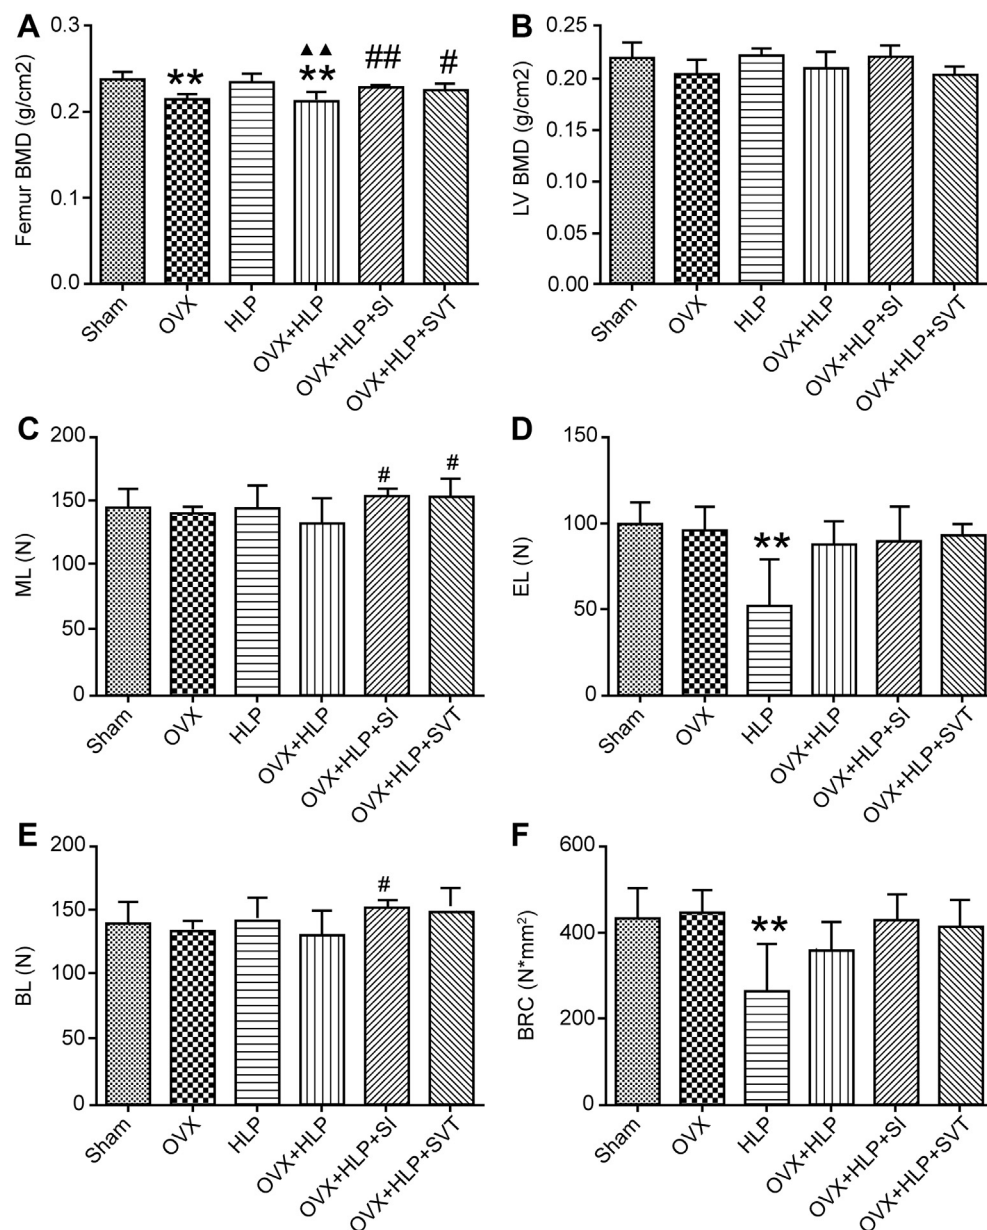 A
Femur BMD (g/cm2)
0.3
0.2
0.1
0.0
**
▲▲
**
##
#
Sham
OVX
HLP
OVX+HLP
OVX+HLP+SI
OVX+HLP+SVT
B
LV BMD (g/cm2)
0.25
0.20
0.15
0.10
0.05
0.00
Sham
OVX
HLP
OVX+HLP
OVX+HLP+SI
OVX+HLP+SVT
C
ML (N)
200
150
100
50
0
#
#
Sham
OVX
HLP
OVX+HLP
OVX+HLP+SI
OVX+HLP+SVT
D
EL (N)
150
100
50
0
**
Sham
OVX
HLP
OVX+HLP
OVX+HLP+SI
OVX+HLP+SVT
E
BL (N)
200
150
100
50
0
#
Sham
OVX
HLP
OVX+HLP
OVX+HLP+SI
OVX+HLP+SVT
F
BRC (N*mm²)
600
400
200
0
**
Sham
OVX
HLP
OVX+HLP
OVX+HLP+SI
OVX+HLP+SVT